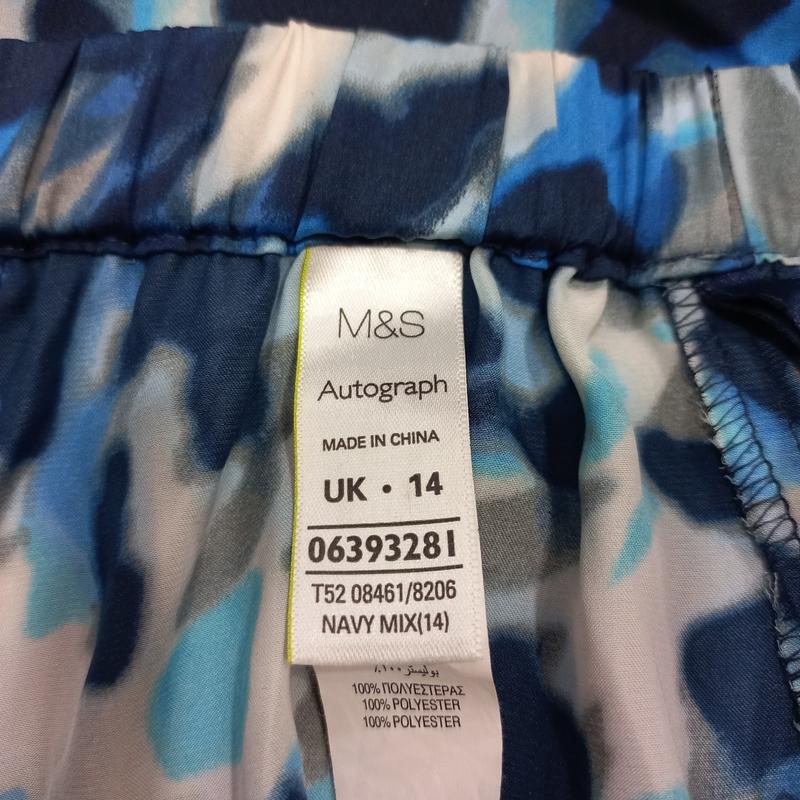 M&S
Autograph
MADE IN CHINA
UK • 14
06393281
T52 08461/8206
NAVY MIX(14)
بوليستر ١٠٠٪
100% ΠΟΛΥΕΣΤΕΡΑΣ
100% POLYESTER
100% POLYESTER